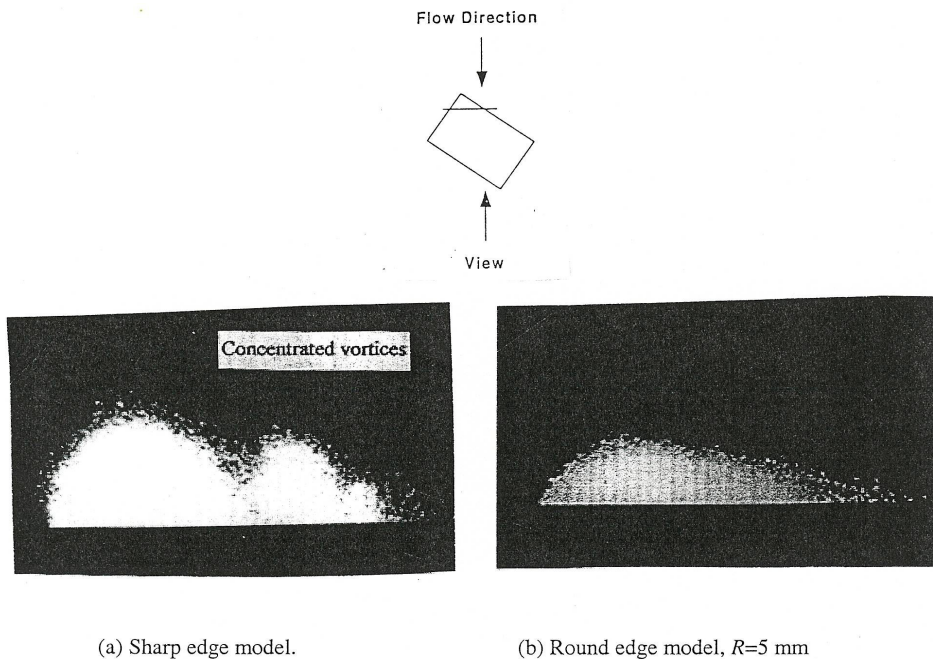 Flow Direction
View
Concentrated vortices
(a) Sharp edge model.
(b) Round edge model, R=5 mm